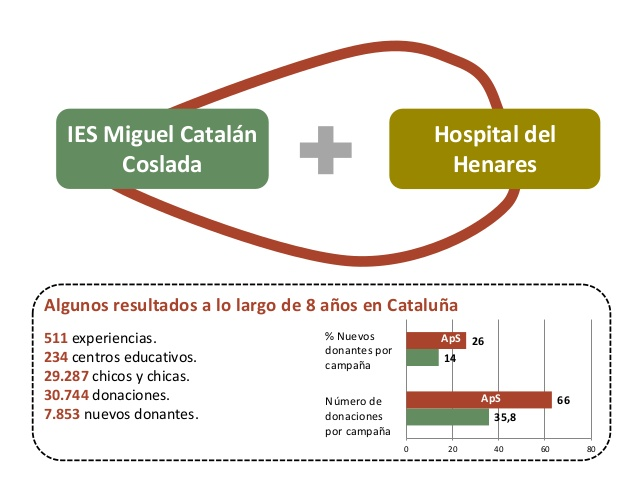 IES Miguel Catalán
Coslada
Hospital del
Henares
Algunos resultados a lo largo de 8 años en Cataluña
511 experiencias.
234 centros educativos.
29.287 chicos y chicas.
30.744 donaciones.
7.853 nuevos donantes.
% Nuevos
donantes por
campaña
ApS
26
14
Número de
donaciones
por campaña
ApS
66
35,8
0 20 40 60 80